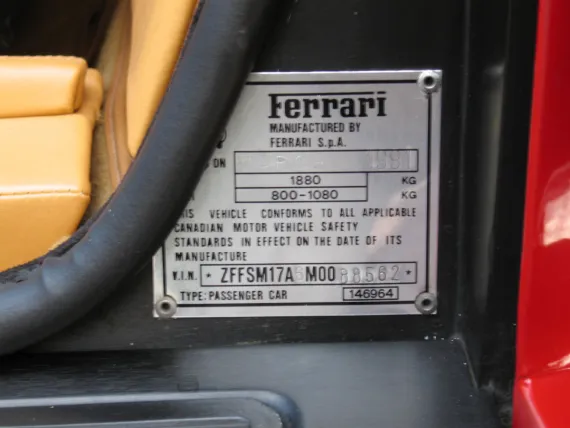 Ferrari
MANUFACTURED BY
FERRARI S.p.A.
ON
1880 KG
800-1080 KG
VEHICLE CONFORMS TO ALL APPLICABLE
CANADIAN MOTOR VEHICLE SAFETY
STANDARDS IN EFFECT ON THE DATE OF ITS
MANUFACTURE
V.I.N.
TYPE: PASSENGER CAR 146964